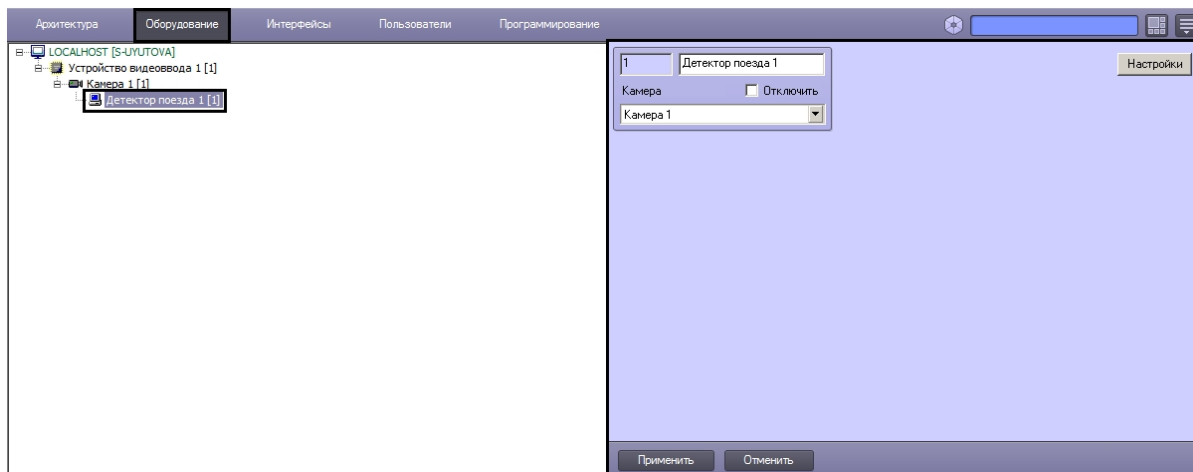 Архитектура Оборудование Интерфейсы Пользователи Программирование
LOCALHOST [S-UYUTOVA]
Устройство видеоввода 1 [1]
Камера 1 [1]
Детектор поезда 1 [1]
1 Детектор поезда 1
Настройки
Камера Отключить
Камера 1
Применить Отменить